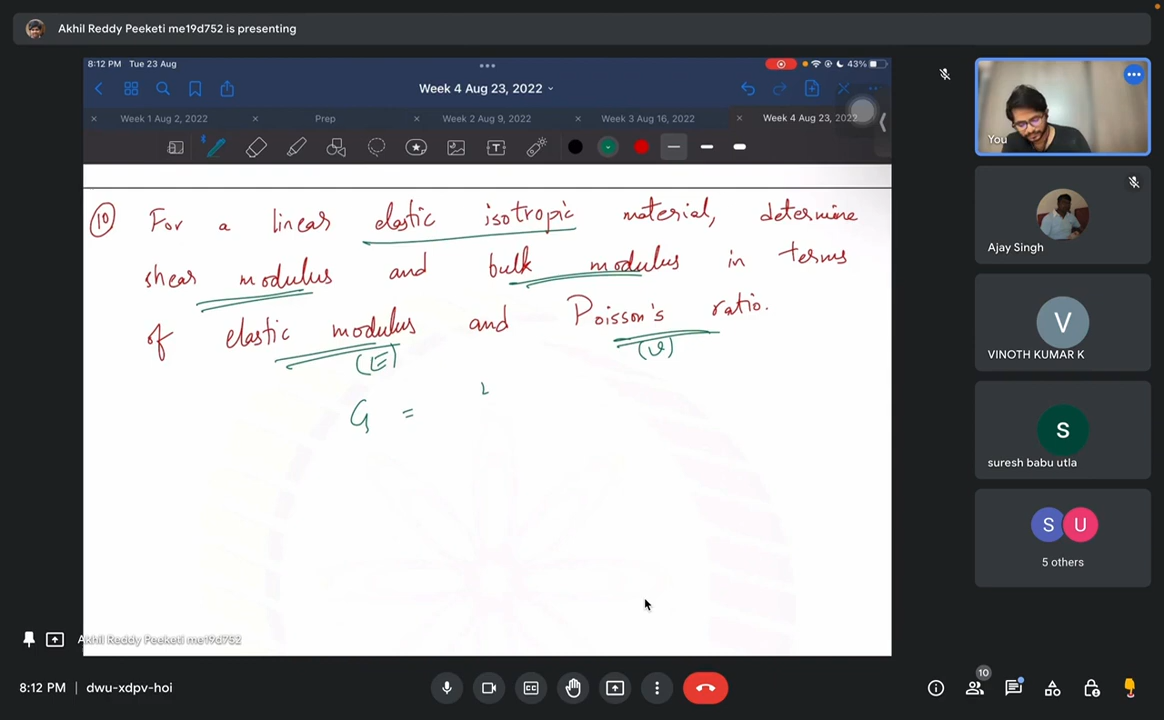 Akhil Reddy Peeketi me19d752 is presenting
8:12 PM Tue 23 Aug
43%
Week 4 Aug 23, 2022
Week 1 Aug 2, 2022
Prep
Week 2 Aug 9, 2022
Week 3 Aug 16, 2022
Week 4 Aug 23, 2022
10 For a linear elastic isotropic material, determine
shear modulus and bulk modulus in terms
of elastic modulus and Poisson's ratio.
(E) (ν)
G =
You
Ajay Singh
V
VINOTH KUMAR K
S
suresh babu utla
S U
5 others
Akhil Reddy Peeketi me19d752
8:12 PM | dwu-xdpv-hoi
10